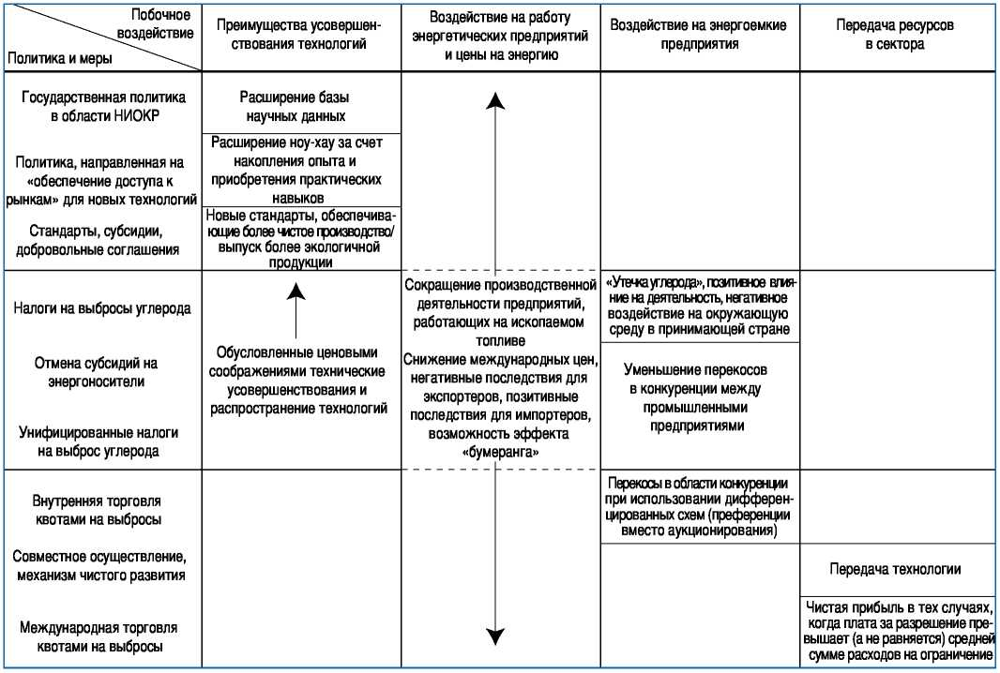 Побочное
воздействие
Политика и меры
Преимущества усовершен-
ствования технологий
Воздействие на работу
энергетических предприятий
и цены на энергию
Воздействие на энергоемкие
предприятия
Передача ресурсов
в сектора
Государственная политика
в области НИОКР
Расширение базы
научных данных
Политика, направленная на
«обеспечение доступа к
рынкам» для новых технологий
Расширение ноу-хау за счет
накопления опыта и
приобретения практических
навыков
Стандарты, субсидии,
добровольные соглашения
Новые стандарты, обеспечива-
ющие более чистое производство/
выпуск более экологичной
продукции
Налоги на выбросы углерода
Отмена субсидий на
энергоносители
Унифицированные налоги
на выброс углерода
Обусловленные ценовыми
соображениями технические
усовершенствования и
распространение технологий
Сокращение производственной
деятельности предприятий,
работающих на ископаемом
топливе
Снижение международных цен,
негативные последствия для
экспортеров, позитивные
последствия для импортеров,
возможность эффекта
«бумеранга»
«Утечка углерода», позитивное влия-
ние на деятельность, негативное
воздействие на окружающую
среду в принимающей стране
Уменьшение перекосов
в конкуренции между
промышленными
предприятиями
Внутренняя торговля
квотами на выбросы
Перекосы в области конкуренции
при использовании дифферен-
цированных схем (преференции
вместо аукционирования)
Совместное осуществление,
механизм чистого развития
Передача технологии
Международная торговля
квотами на выбросы
Чистая прибыль в тех случаях,
когда плата за разрешение пре-
вышает (а не равняется) средней
сумме расходов на ограничение